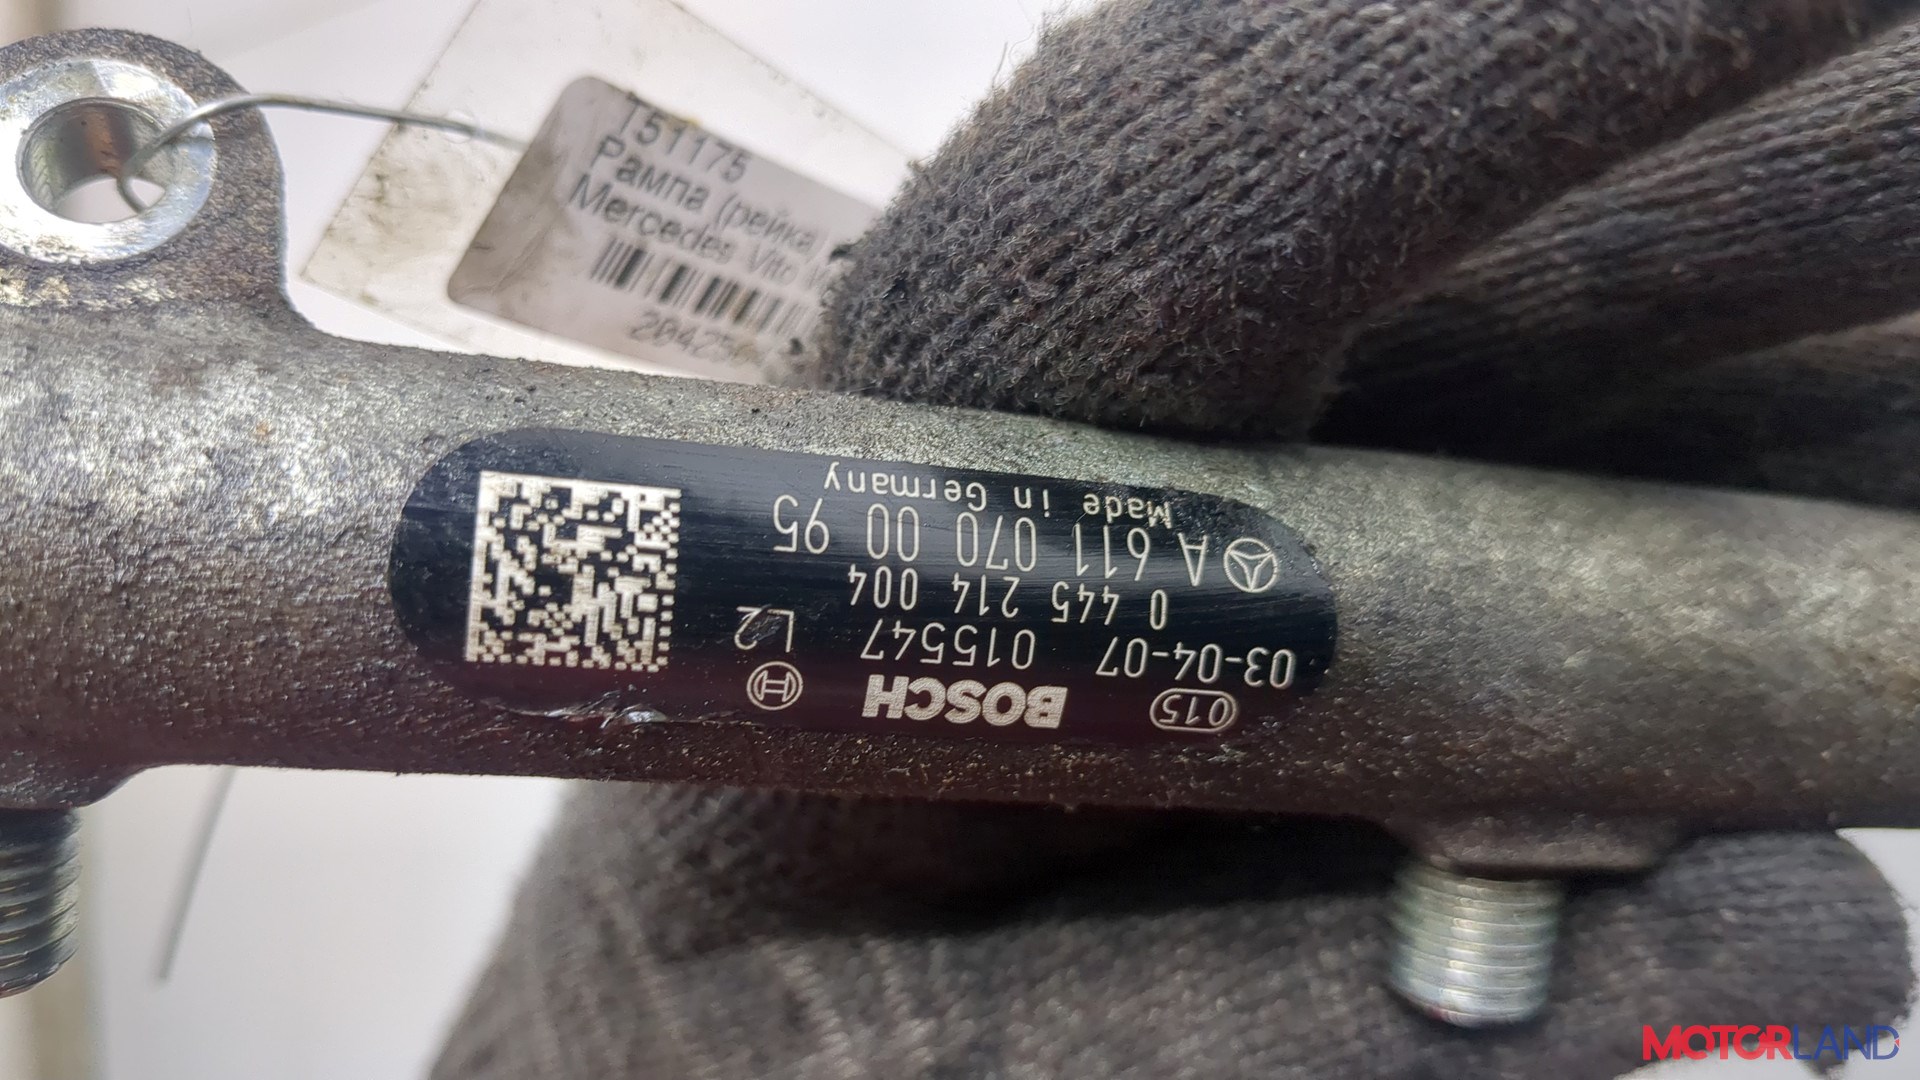 T51175
Рампа (рейка)
Mercedes Vito
015 BOSCH
03-04-07 015547 L2
0 445 214 004
A 611 070 00 95
Made in Germany
MOTORLAND